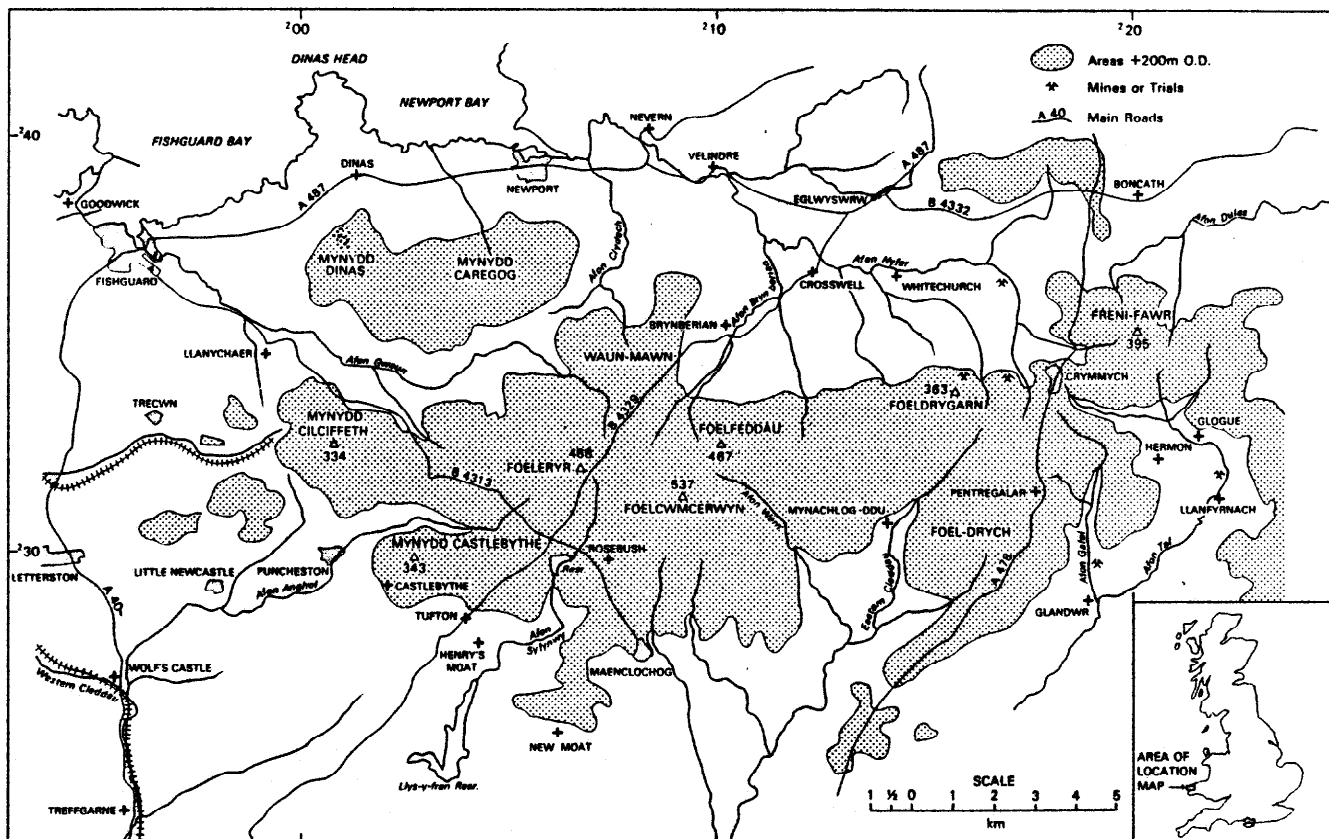 ²00
²10
²20
DINAS HEAD
NEWPORT BAY
FISHGUARD BAY
Areas +200m O.D.
Mines or Trials
A 40 Main Roads
²40
NEVERN
VELINDRE
DINAS
NEWPORT
A 487
A 487
EGLWYSWRW
B 4332
BONCATH
GOODWICK
Afon Dulas
FISHGUARD
MYNYDD
DINAS
MYNYDD
CAREGOG
Afon Clydach
Afon Nyfer
CROSSWELL
WHITECHURCH
BRYNBERIAN
FRENI-FAWR
395
LLANYCHAER
Afon Gwaun
WAUN-MAWN
CRYMMYCH
363
FOELDRYGARN
TRECWN
MYNYDD
CILCIFFETH
334
B 4329
FOELFEDDAU
467
GLOGUE
HERMON
FOELERYR
468
B 4313
537
FOELCWMCERWYN
MYNACHLOG-DDU
PENTREGALAR
LLANFYRNACH
FOEL-DRYCH
²30
LETTERSTON
LITTLE NEWCASTLE
PUNCHESTON
Afon Anghof
MYNYDD CASTLEBYTHE
343
CASTLEBYTHE
ROSEBUSH
Resr.
A 40
A 478
Eastern Cleddau
Afon Gafel
Afon Taf
GLANDWR
TUFTON
HENRY'S
MOAT
Afon
Syfynwy
MAENCLOCHOG
WOLF'S CASTLE
Western Cleddau
NEW MOAT
Llys-y-fran Resr.
TREFFGARNE
SCALE
1 ½ 0 1 2 3 4 5
km
AREA OF
LOCATION
MAP